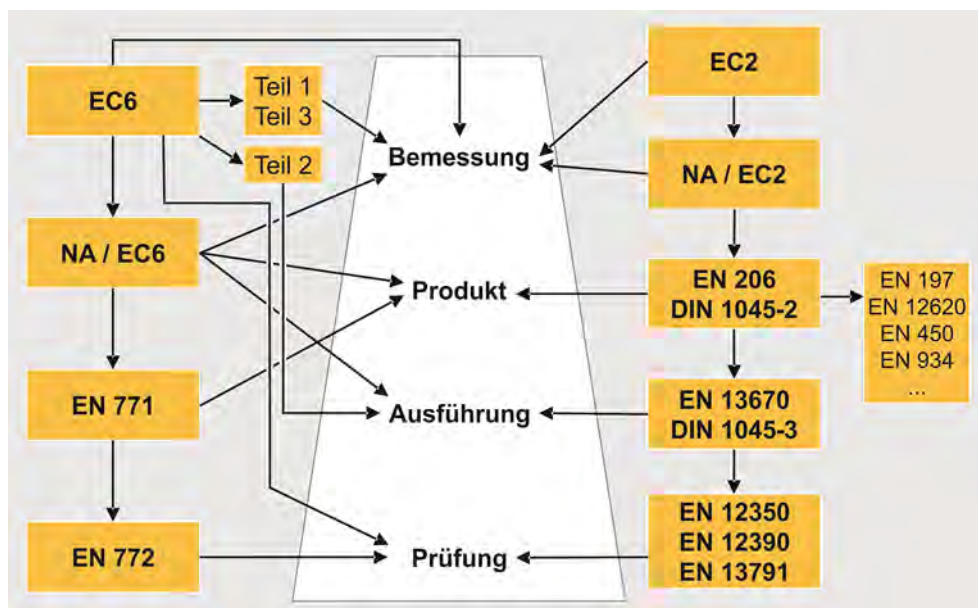 EC6
Teil 1
Teil 3
Teil 2
NA / EC6
EN 771
EN 772
Bemessung
Produkt
Ausführung
Prüfung
EC2
NA / EC2
EN 206
DIN 1045-2
EN 13670
DIN 1045-3
EN 12350
EN 12390
EN 13791
EN 197
EN 12620
EN 450
EN 934
...